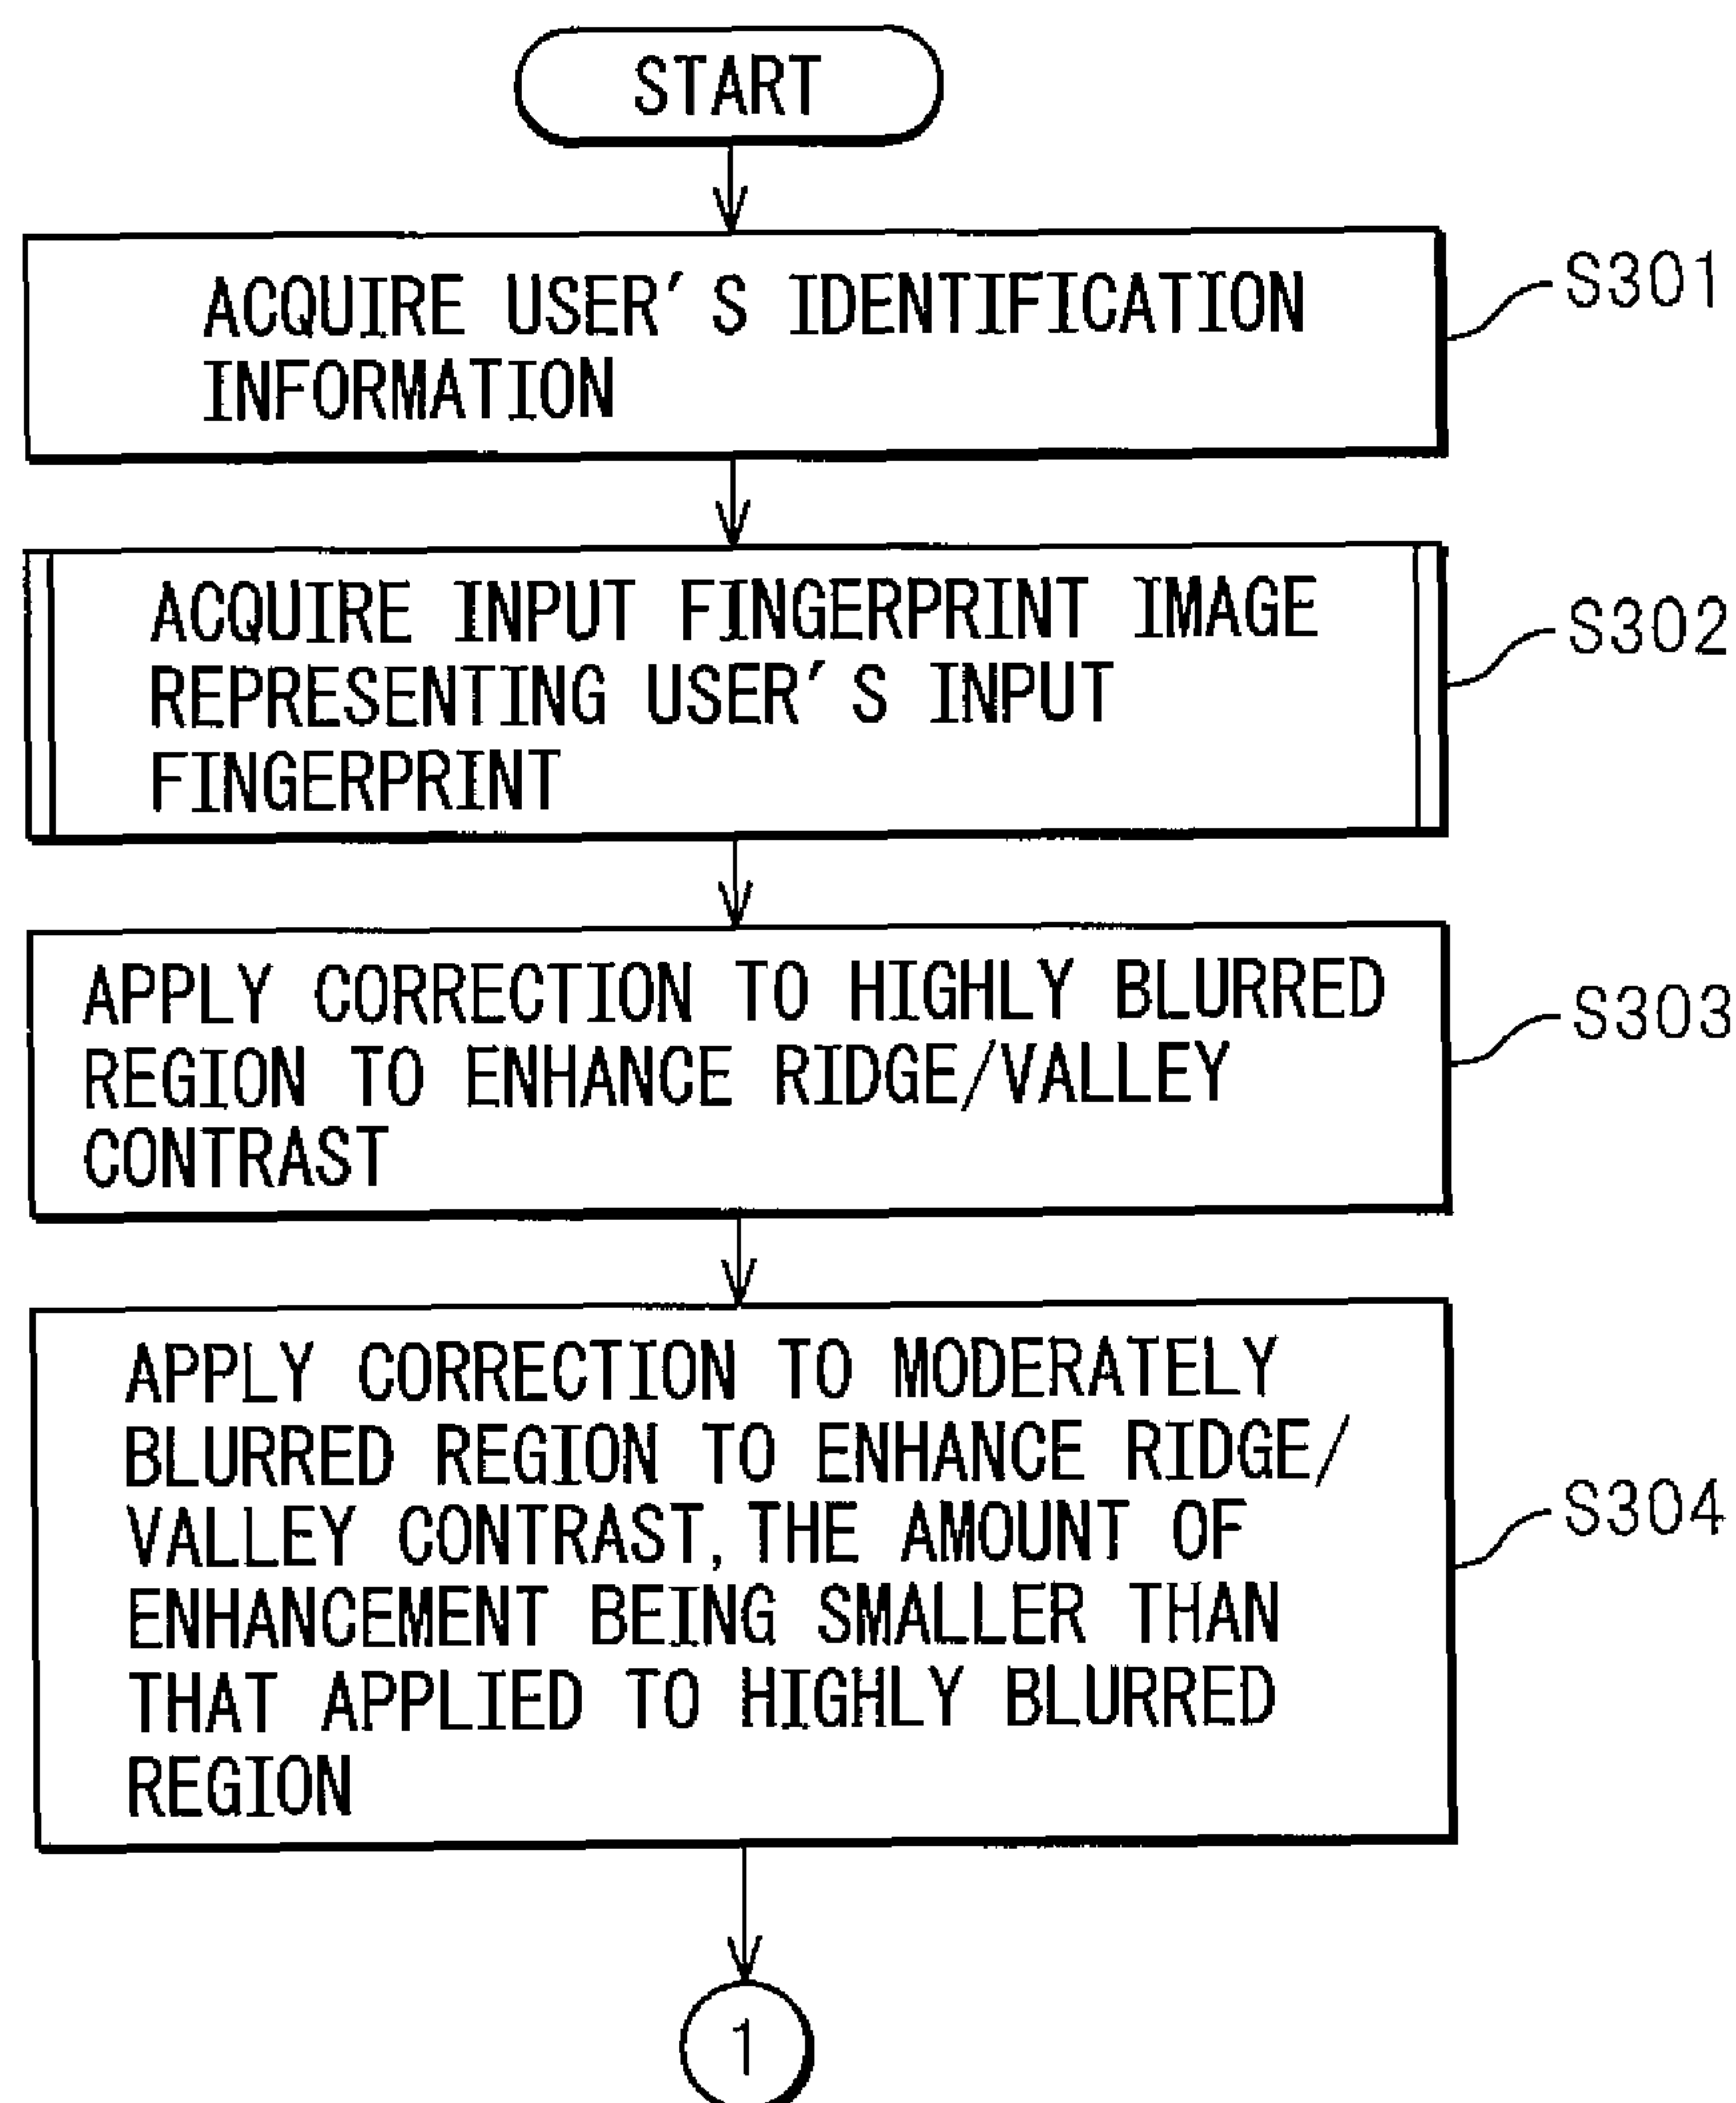 START
ACQUIRE USER'S IDENTIFICATION
INFORMATION
S301
ACQUIRE INPUT FINGERPRINT IMAGE
REPRESENTING USER'S INPUT
FINGERPRINT
S302
APPLY CORRECTION TO HIGHLY BLURRED
REGION TO ENHANCE RIDGE/VALLEY
CONTRAST
S303
APPLY CORRECTION TO MODERATELY
BLURRED REGION TO ENHANCE RIDGE/
VALLEY CONTRAST, THE AMOUNT OF
ENHANCEMENT BEING SMALLER THAN
THAT APPLIED TO HIGHLY BLURRED
REGION
S304
1